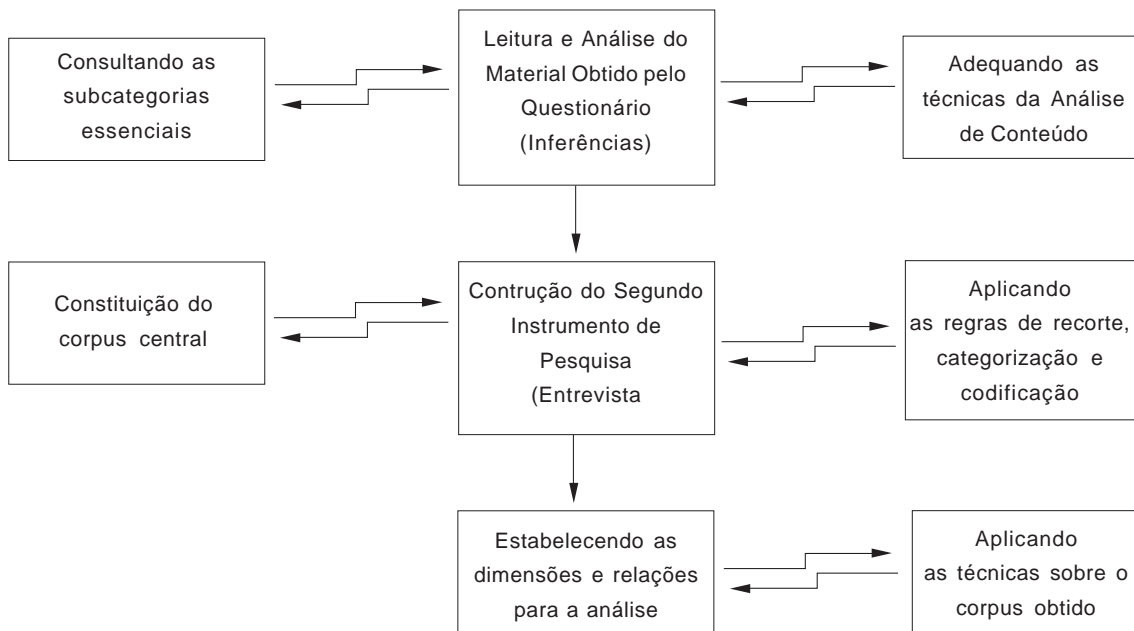 Consultando as
subcategorias
essenciais
Leitura e Análise do
Material Obtido pelo
Questionário
(Inferências)
Adequando as
técnicas da Análise
de Conteúdo
Constituição do
corpus central
Contrução do Segundo
Instrumento de
Pesquisa
(Entrevista
Aplicando
as regras de recorte,
categorização e
codificação
Estabelecendo as
dimensões e relações
para a análise
Aplicando
as técnicas sobre o
corpus obtido